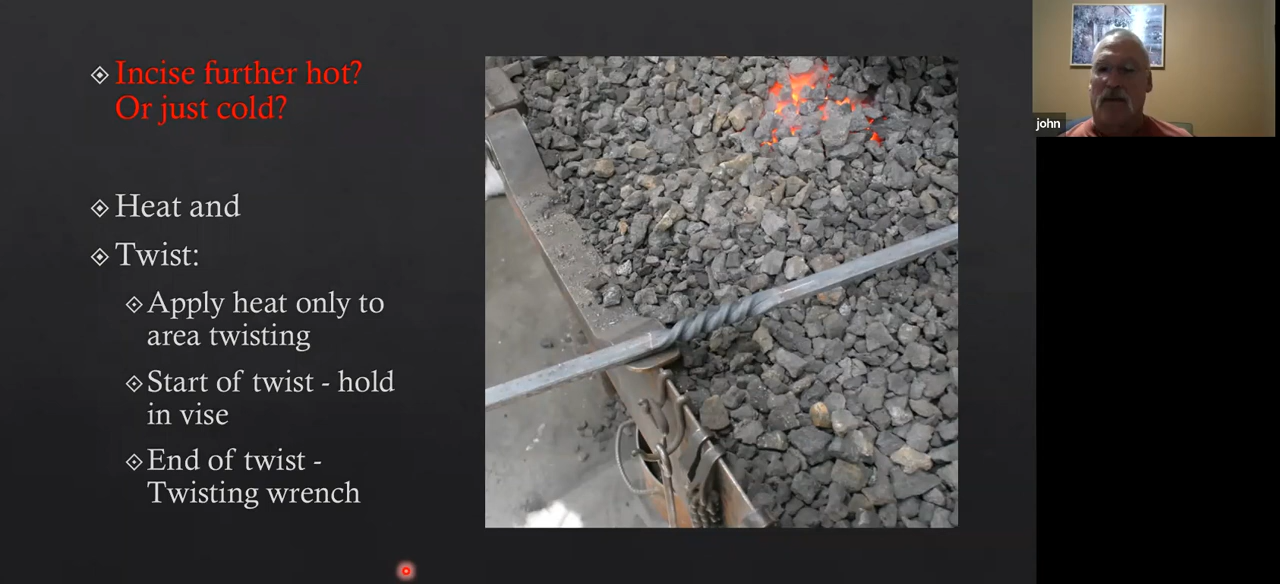 Incise further hot?
Or just cold?
Heat and
Twist:
Apply heat only to
area twisting
Start of twist - hold
in vise
End of twist -
Twisting wrench
john